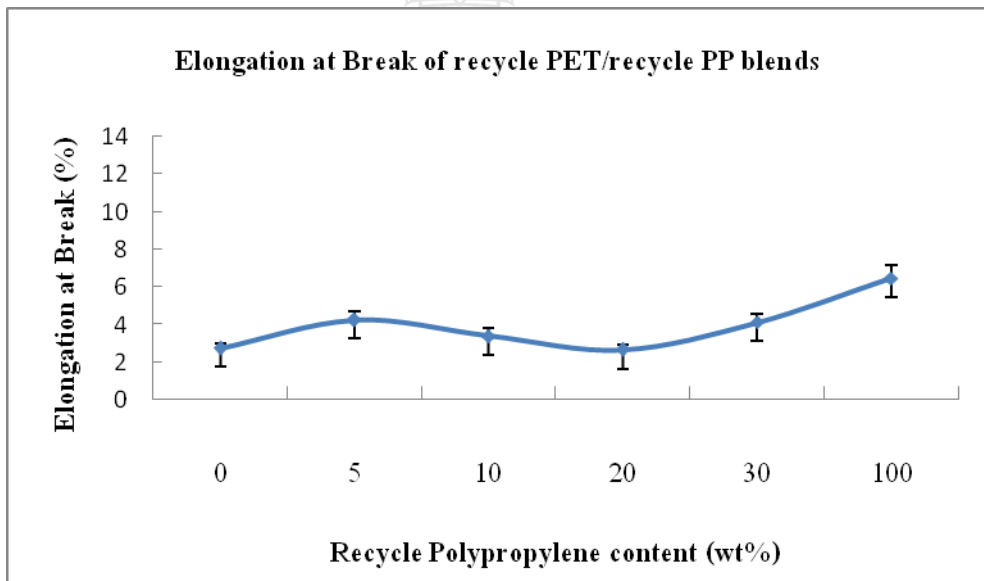 Elongation at Break of recycle PET/recycle PP blends
Elongation at Break (%)
14
12
10
8
6
4
2
0
0 5 10 20 30 100
Recycle Polypropylene content (wt%)